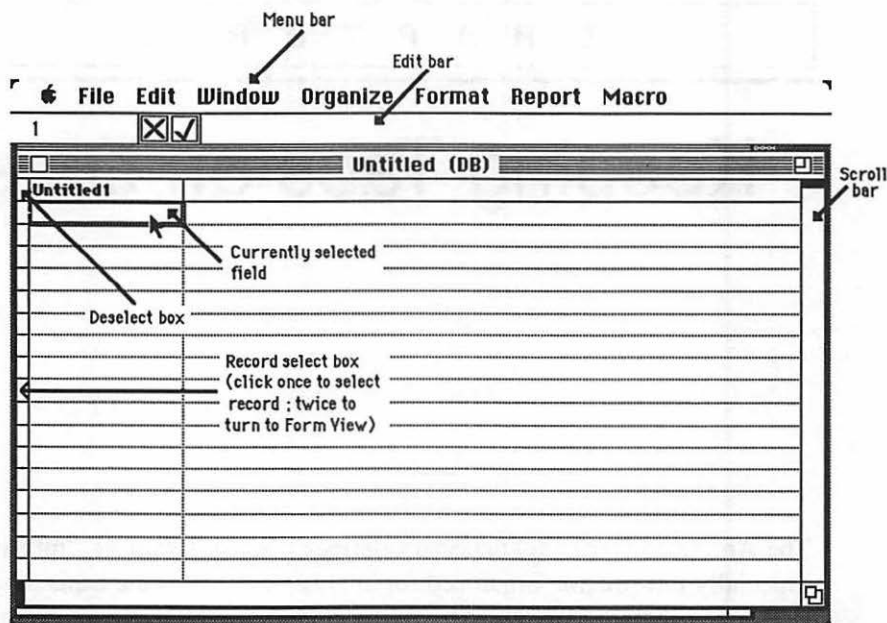 Menu bar
Edit bar
File Edit Window Organize Format Report Macro
1
Untitled (DB)
Scroll
bar
Untitled1
Currently selected
field
Deselect box
Record select box
(click once to select
record ; twice to
turn to Form View)